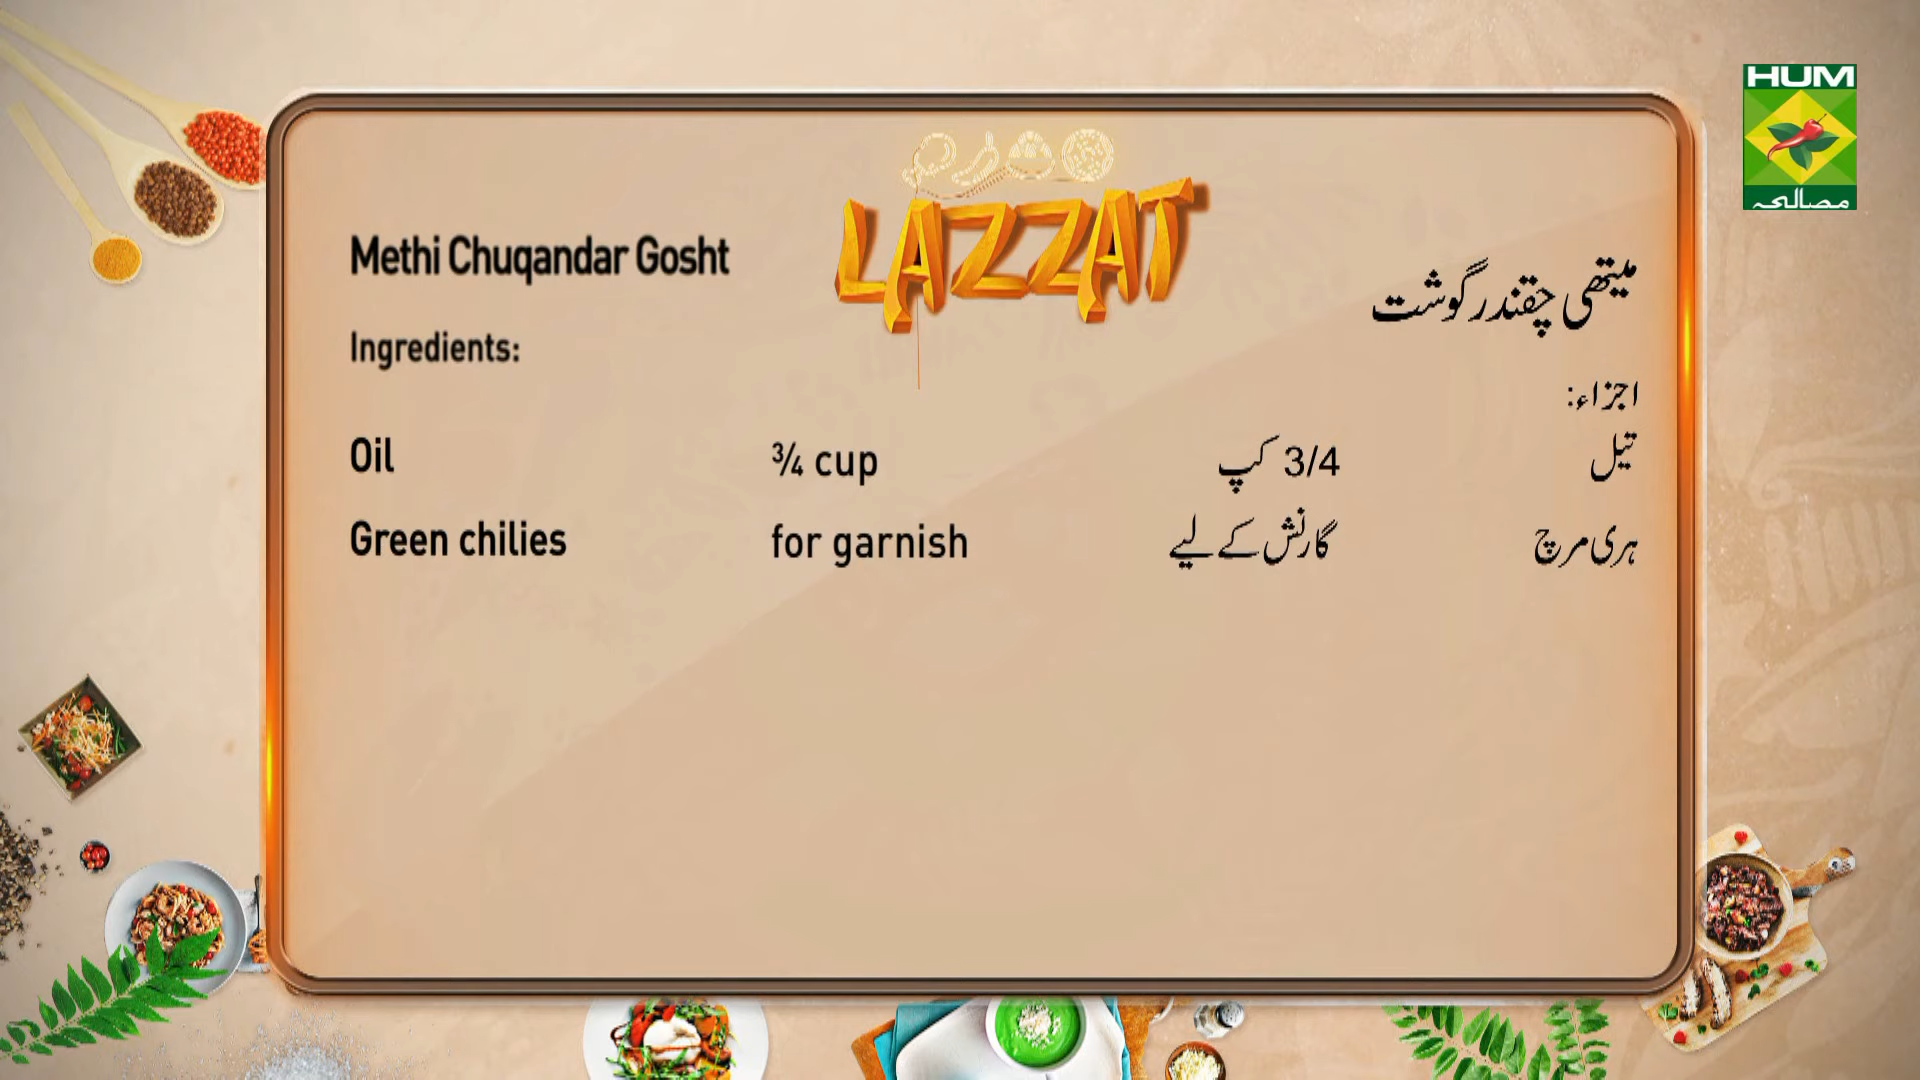 HUM
مصالحہ
LAZZAT
Methi Chuqandar Gosht
میتھی چقندر گوشت
Ingredients:
اجزاء:
Oil ¾ cup 3/4 کپ تیل
Green chilies for garnish گارنش کے لیے ہری مرچ